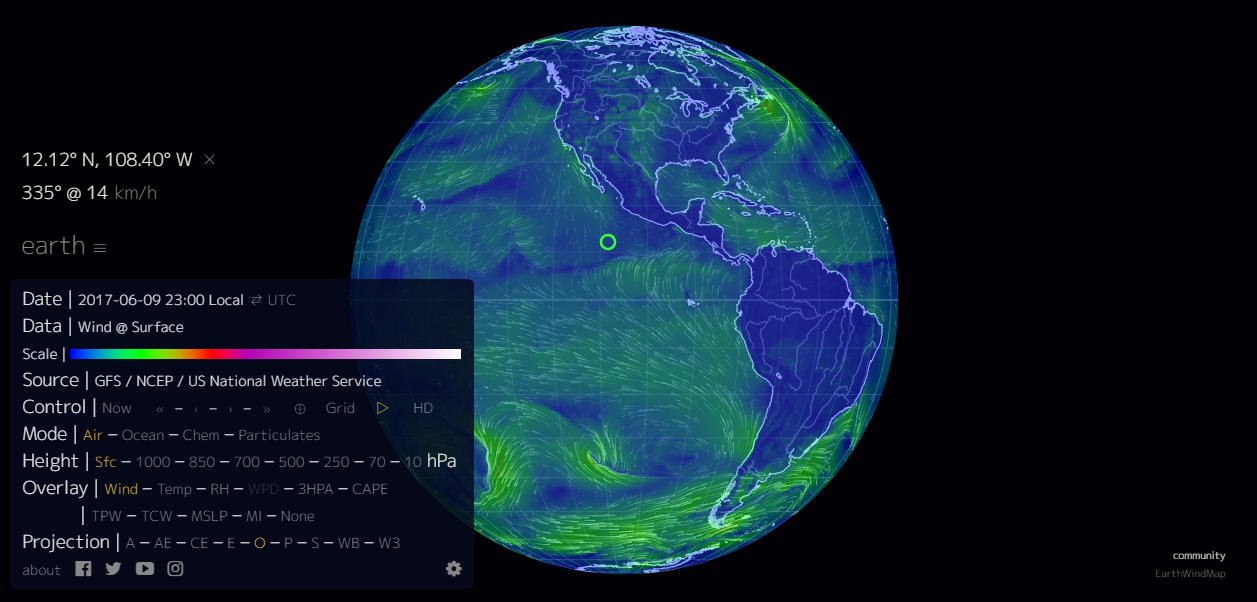 12.12° N, 108.40° W ×
335° @ 14 km/h
earth ≡
Date | 2017-06-09 23:00 Local ⇄ UTC
Data | Wind @ Surface
Scale |
Source | GFS / NCEP / US National Weather Service
Control | Now « – ‹ – › – » ⊕ Grid ▷ HD
Mode | Air – Ocean – Chem – Particulates
Height | Sfc – 1000 – 850 – 700 – 500 – 250 – 70 – 10 hPa
Overlay | Wind – Temp – RH – WPD – 3HPA – CAPE
| TPW – TCW – MSLP – MI – None
Projection | A – AE – CE – E – O – P – S – WB – W3
about
community
EarthWindMap